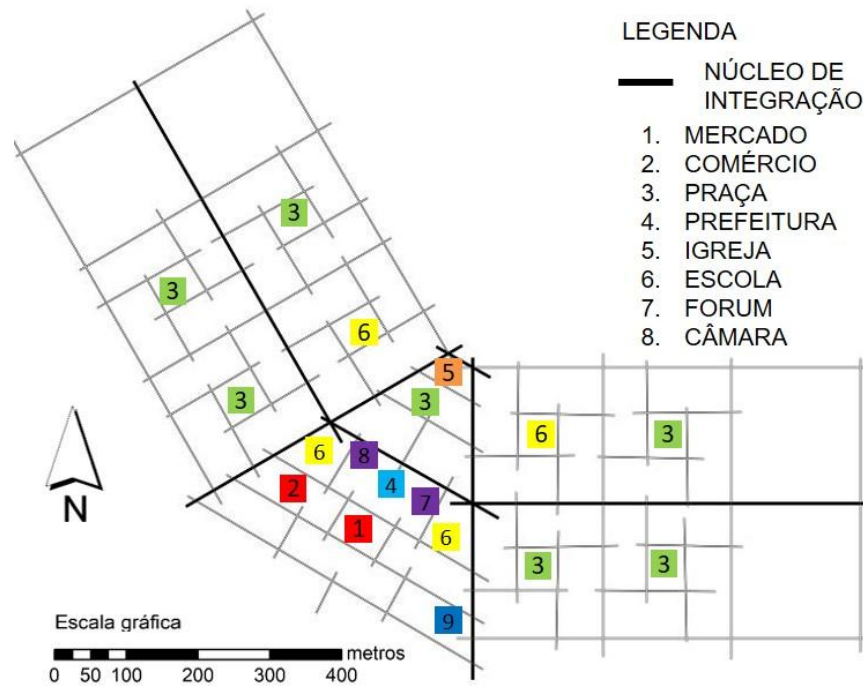 LEGENDA
NÚCLEO DE
INTEGRAÇÃO
1. MERCADO
2. COMÉRCIO
3. PRAÇA
4. PREFEITURA
5. IGREJA
6. ESCOLA
7. FORUM
8. CÂMARA
3
3
6
5
3
3
6
3
6
8
2
4
7
1
6
3
3
9
N
Escala gráfica
metros
0 50 100 200 300 400